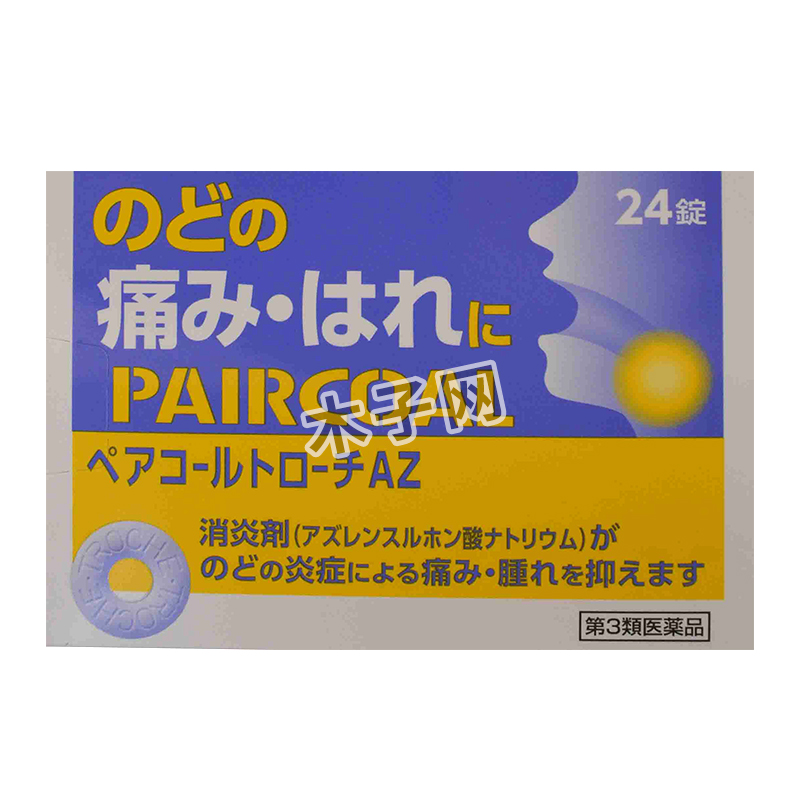 のどの
24錠
痛み・はれに
PAIRCOAL
木子网
ペアコールトローチAZ
消炎剤(アズレンスルホン酸ナトリウム)が
のどの炎症による痛み・腫れを抑えます
TROCHE・TROCHE・
第3類医薬品